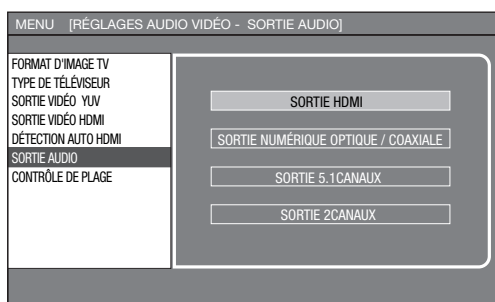 MENU [RÉGLAGES AUDIO VIDÉO - SORTIE AUDIO]
FORMAT D'IMAGE TV
TYPE DE TÉLÉVISEUR
SORTIE VIDÉO YUV
SORTIE VIDÉO HDMI
DÉTECTION AUTO HDMI
SORTIE AUDIO
CONTRÔLE DE PLAGE
SORTIE HDMI
SORTIE NUMÉRIQUE OPTIQUE / COAXIALE
SORTIE 5.1CANAUX
SORTIE 2CANAUX